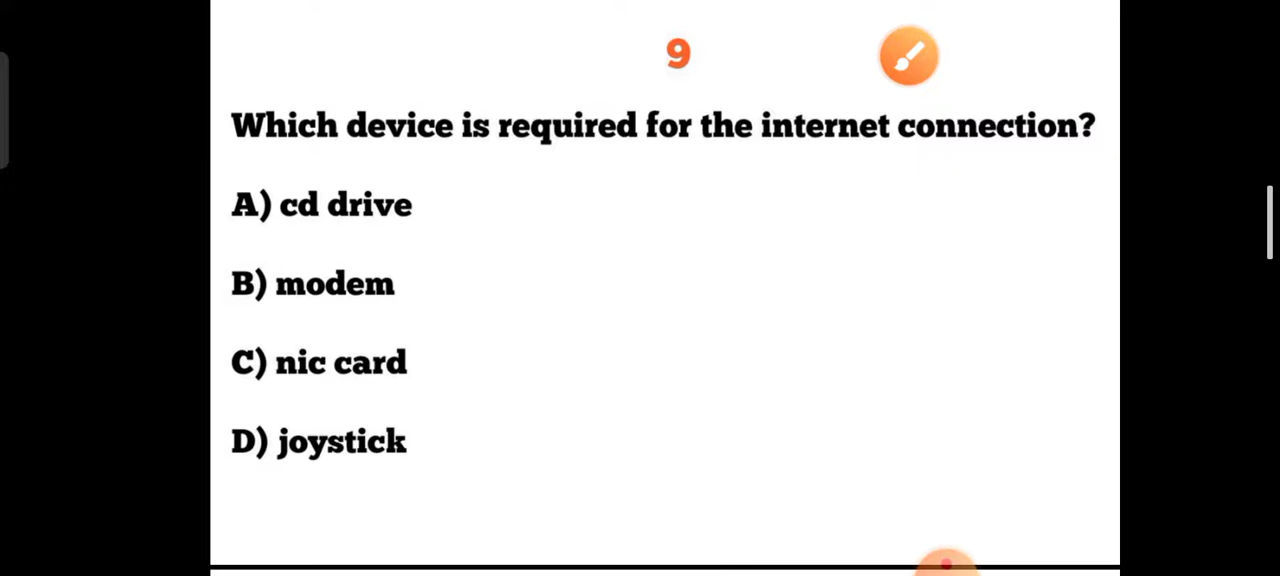 9
Which device is required for the internet connection?
A) cd drive
B) modem
C) nic card
D) joystick